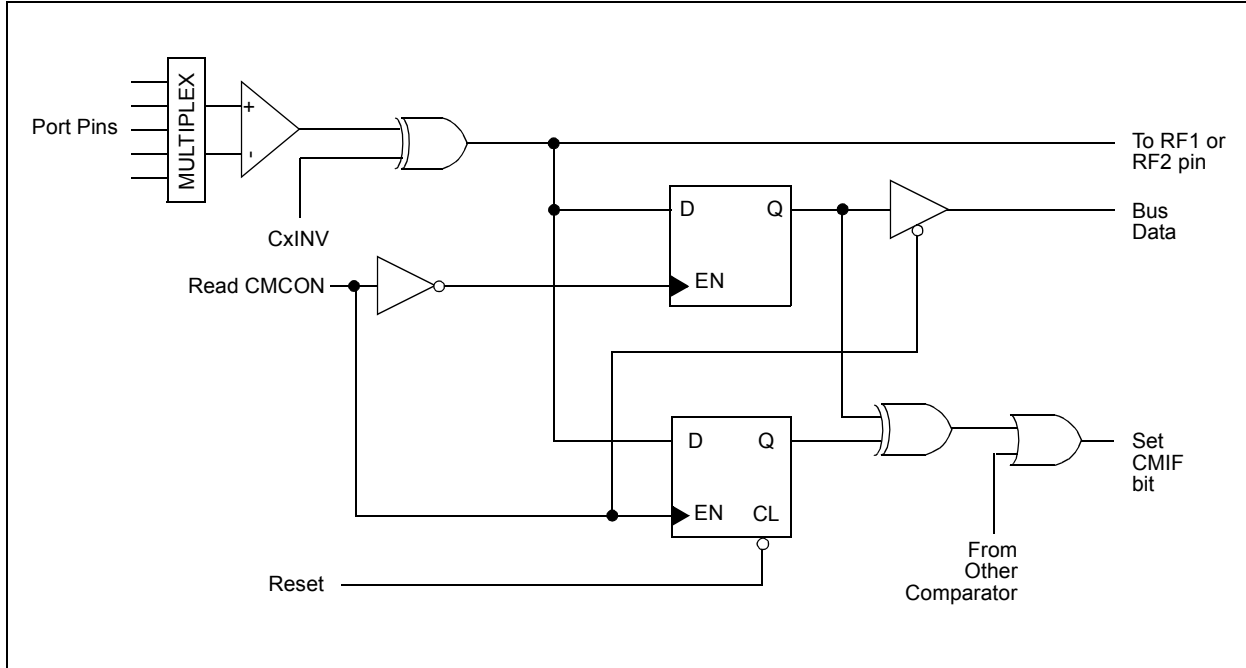 MULTIPLEX
+
-
Port Pins
CxINV
To RF1 or
RF2 pin
D
Q
EN
Bus
Data
Read CMCON
D
Q
EN
CL
Set
CMIF
bit
From
Other
Comparator
Reset